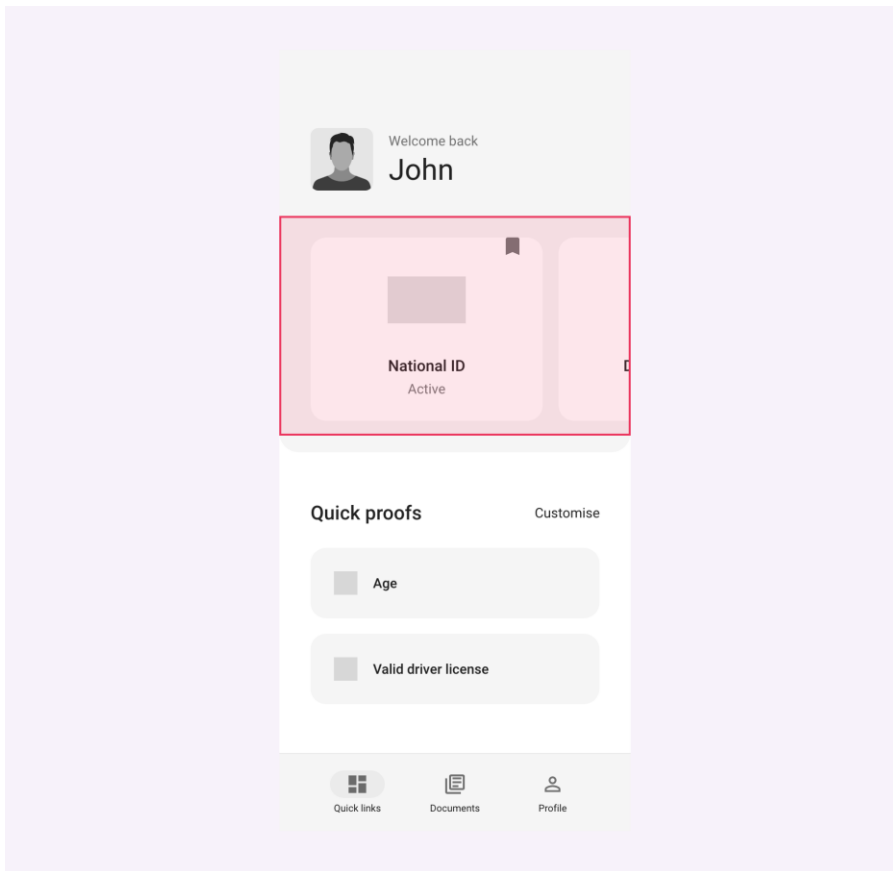 Welcome back
John
National ID
Active
Quick proofs
Customise
Age
Valid driver license
Quick links
Documents
Profile